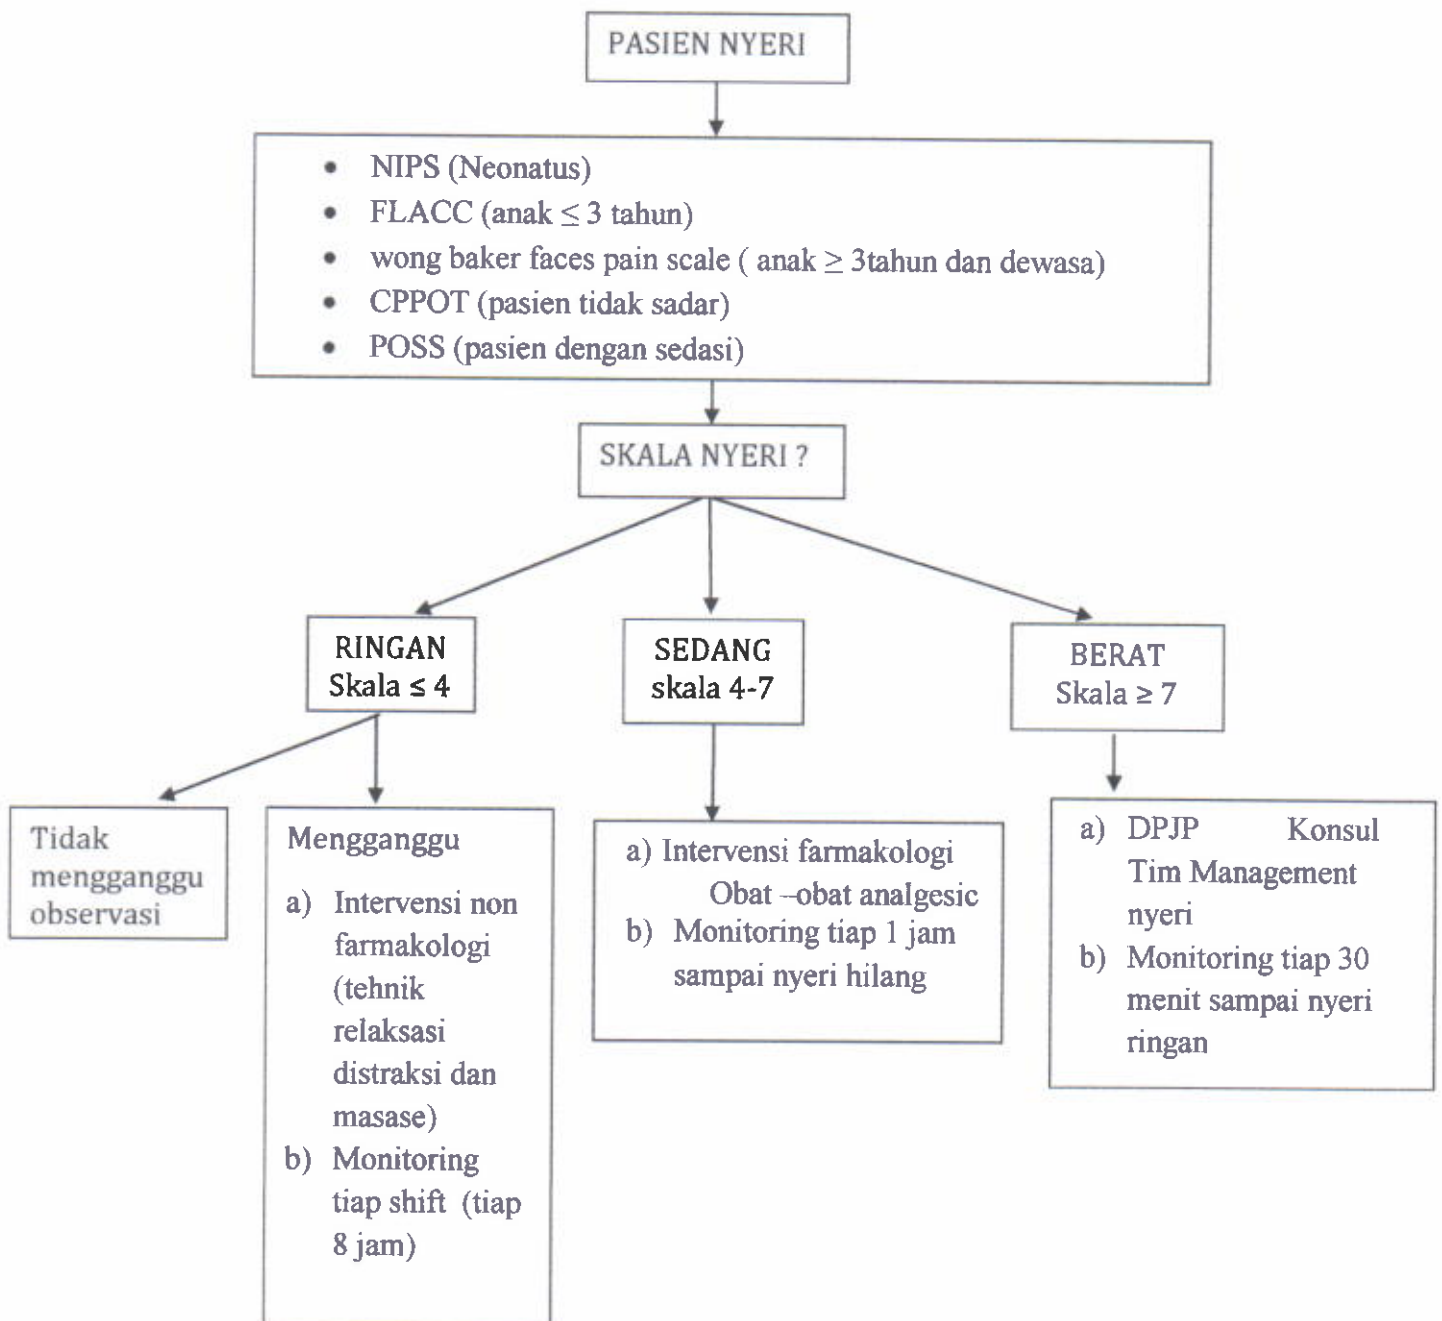 PASIEN NYERI
• NIPS (Neonatus)
• FLACC (anak ≤ 3 tahun)
• wong baker faces pain scale ( anak ≥ 3tahun dan dewasa)
• CPPOT (pasien tidak sadar)
• POSS (pasien dengan sedasi)
SKALA NYERI ?
RINGAN
Skala ≤ 4
SEDANG
skala 4-7
BERAT
Skala ≥ 7
Tidak
mengganggu
observasi
Mengganggu
a) Intervensi non
farmakologi
(tehnik
relaksasi
distraksi dan
masase)
b) Monitoring
tiap shift (tiap
8 jam)
a) Intervensi farmakologi
Obat –obat analgesic
b) Monitoring tiap 1 jam
sampai nyeri hilang
a) DPJP Konsul
Tim Management
nyeri
b) Monitoring tiap 30
menit sampai nyeri
ringan